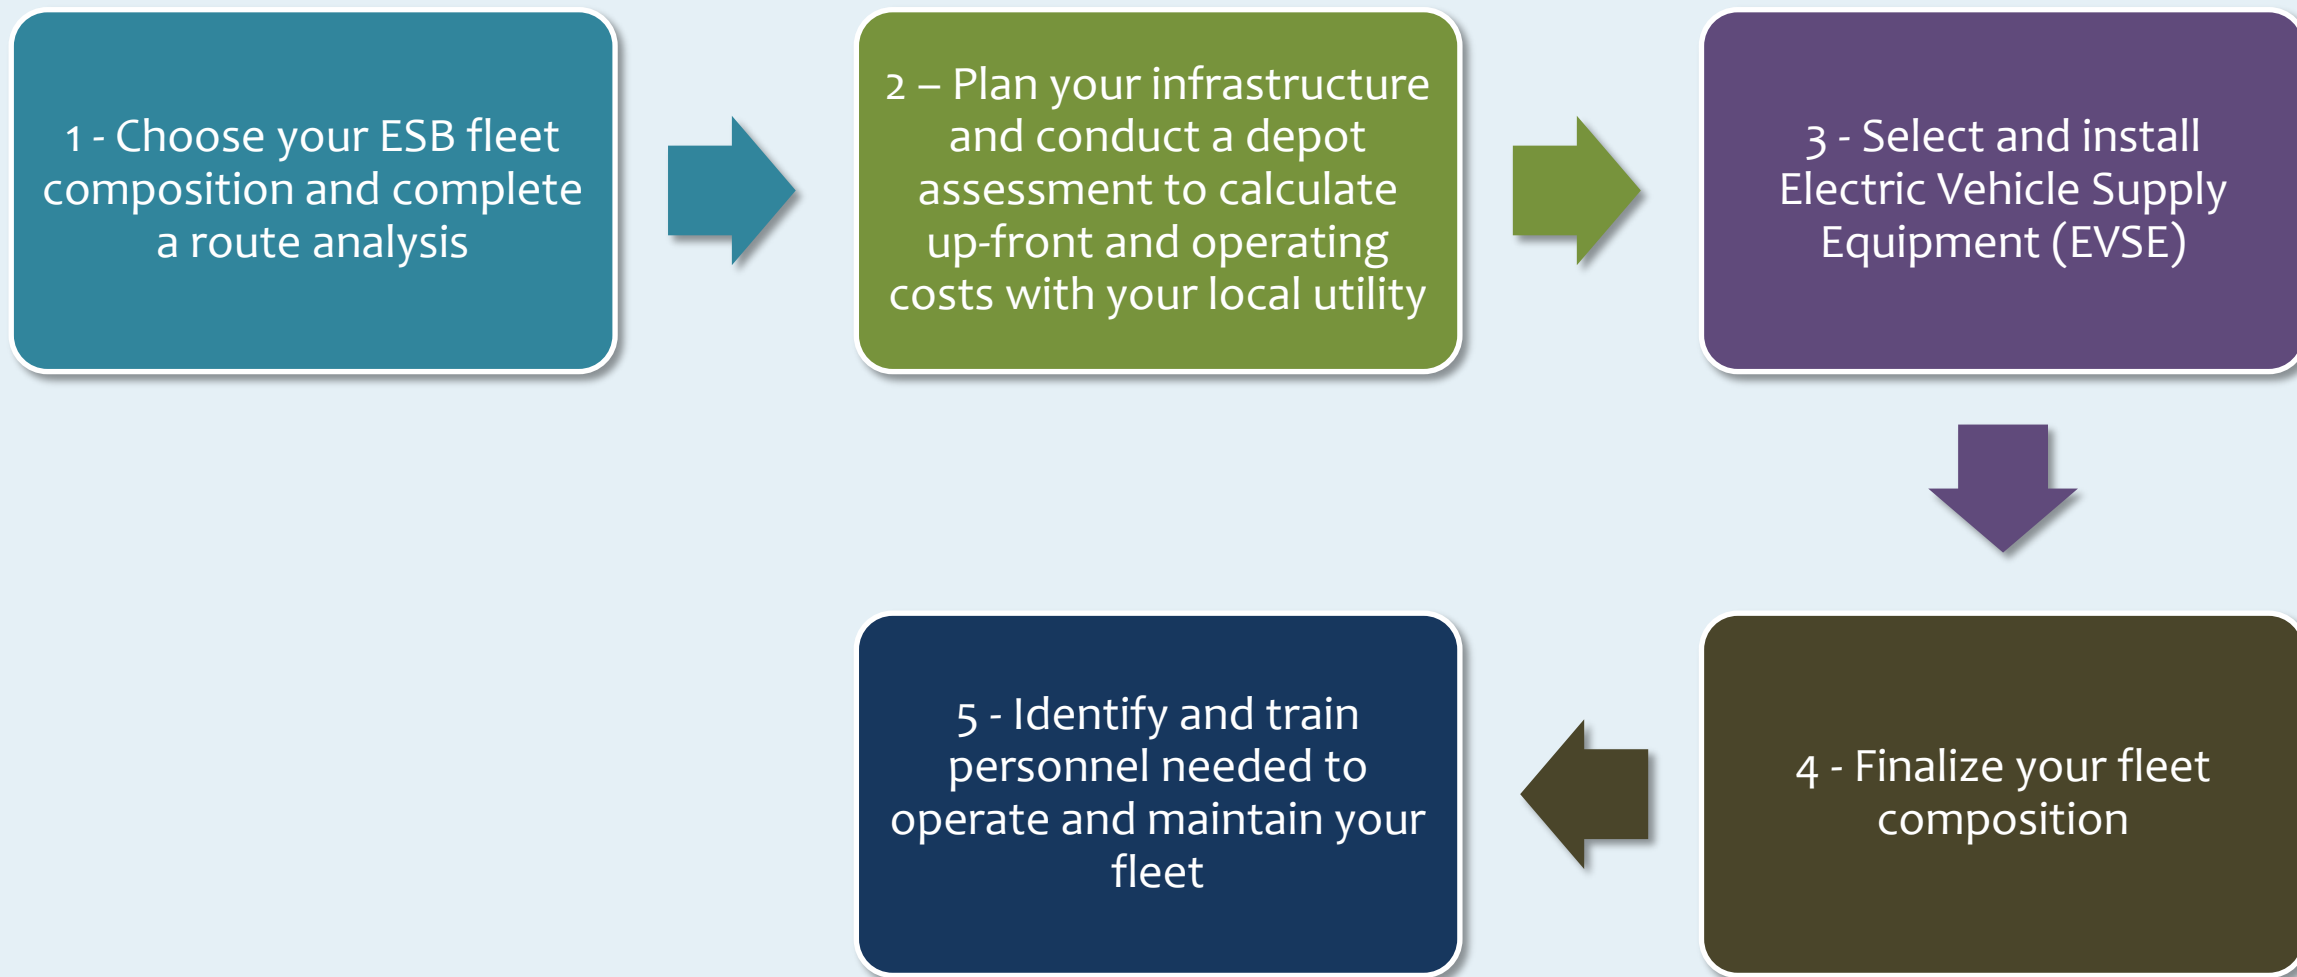 1 - Choose your ESB fleet
composition and complete
a route analysis
2 – Plan your infrastructure
and conduct a depot
assessment to calculate
up-front and operating
costs with your local utility
3 - Select and install
Electric Vehicle Supply
Equipment (EVSE)
4 - Finalize your fleet
composition
5 - Identify and train
personnel needed to
operate and maintain your
fleet